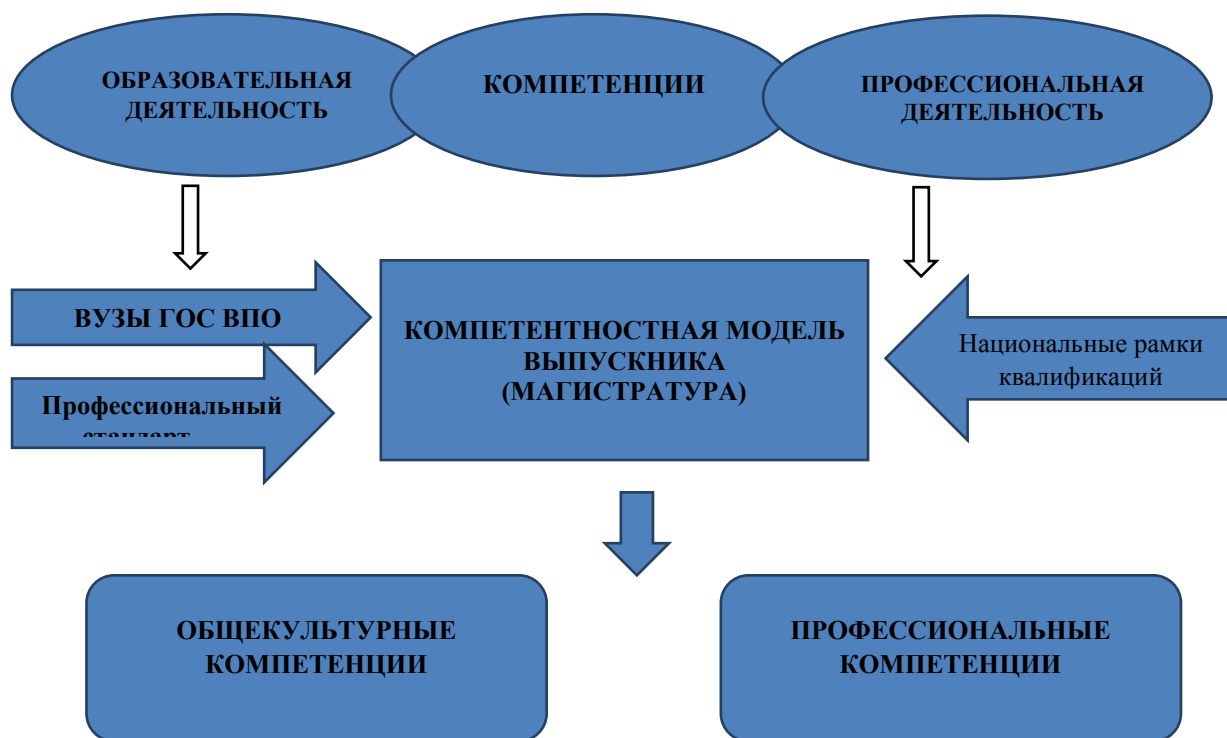 ОБРАЗОВАТЕЛЬНАЯ
ДЕЯТЕЛЬНОСТЬ
КОМПЕТЕНЦИИ
ПРОФЕССИОНАЛЬНАЯ
ДЕЯТЕЛЬНОСТЬ
ВУЗЫ ГОС ВПО
Профессиональный
стандарт
КОМПЕТЕНТНОСТНАЯ МОДЕЛЬ
ВЫПУСКНИКА
(МАГИСТРАТУРА)
Национальные рамки
квалификаций
ОБЩЕКУЛЬТУРНЫЕ
КОМПЕТЕНЦИИ
ПРОФЕССИОНАЛЬНЫЕ
КОМПЕТЕНЦИИ